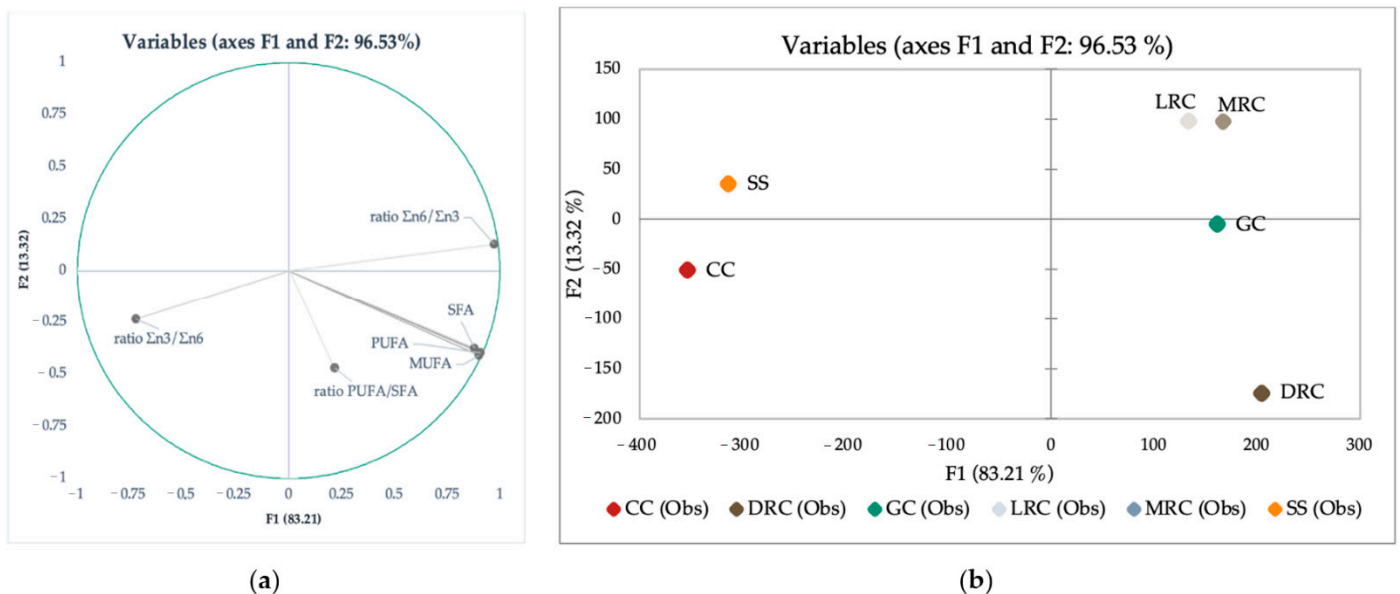 Variables (axes F1 and F2: 96.53%)
1
0.75
0.5
0.25
0
−0.25
−0.5
−0.75
−1
F2 (13.32)
ratio Σn6/Σn3
SFA
PUFA
MUFA
ratio Σn3/Σn6
ratio PUFA/SFA
−1 −0.75 −0.5 −0.25 0 0.25 0.5 0.75 1
F1 (83.21)
(a)
Variables (axes F1 and F2: 96.53 %)
150
100
50
0
−50
−100
−150
−200
F2 (13.32 %)
LRC MRC
SS
GC
CC
DRC
−400 −300 −200 −100 0 100 200 300
F1 (83.21 %)
CC (Obs) DRC (Obs) GC (Obs) LRC (Obs) MRC (Obs) SS (Obs)
(b)